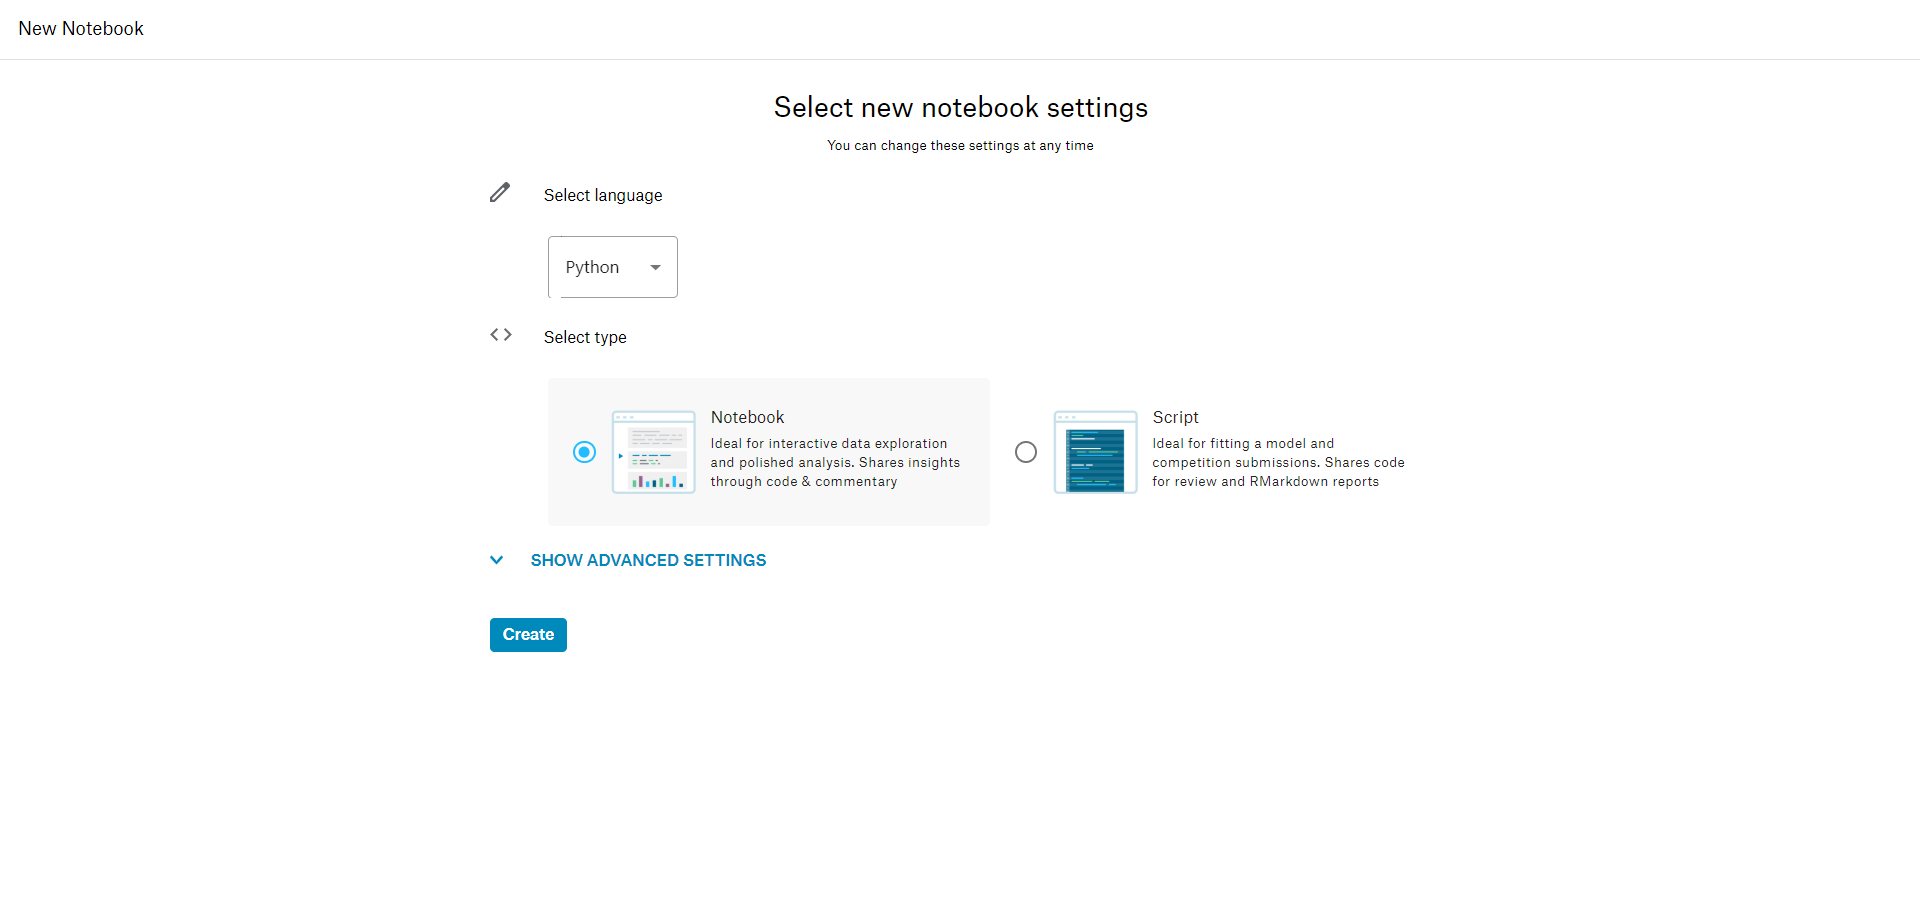 New Notebook
Select new notebook settings
You can change these settings at any time
Select language
Python
Select type
Notebook
Ideal for interactive data exploration
and polished analysis. Shares insights
through code & commentary
Script
Ideal for fitting a model and
competition submissions. Shares code
for review and RMarkdown reports
SHOW ADVANCED SETTINGS
Create